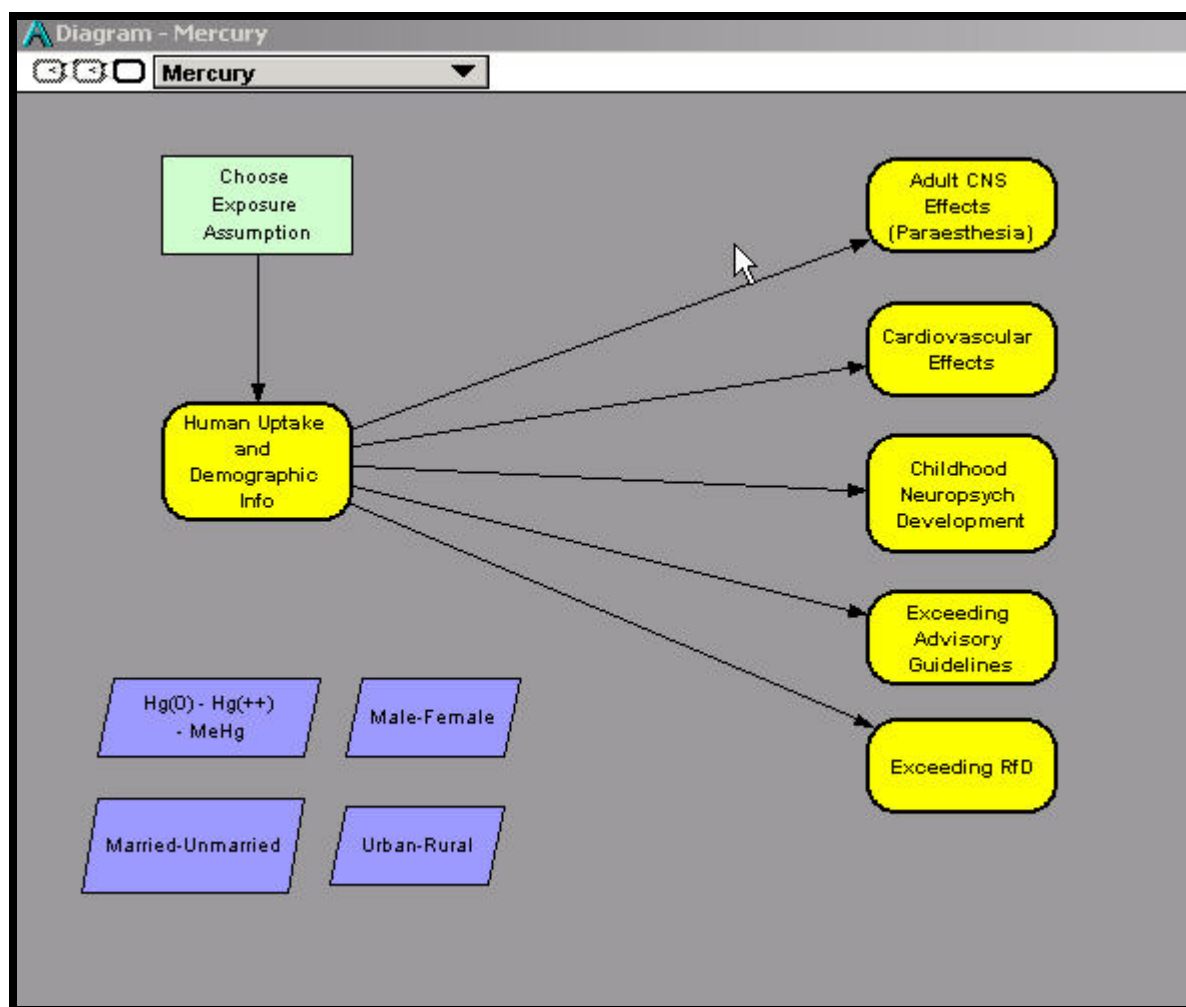 Diagram - Mercury
Mercury
Choose
Exposure
Assumption
Adult CNS
Effects
(Paraesthesia)
Cardiovascular
Effects
Human Uptake
and
Demographic
Info
Childhood
Neuropsych
Development
Exceeding
Advisory
Guidelines
Exceeding RfD
Hg(0) - Hg(++)
- MeHg
Male-Female
Married-Unmarried
Urban-Rural